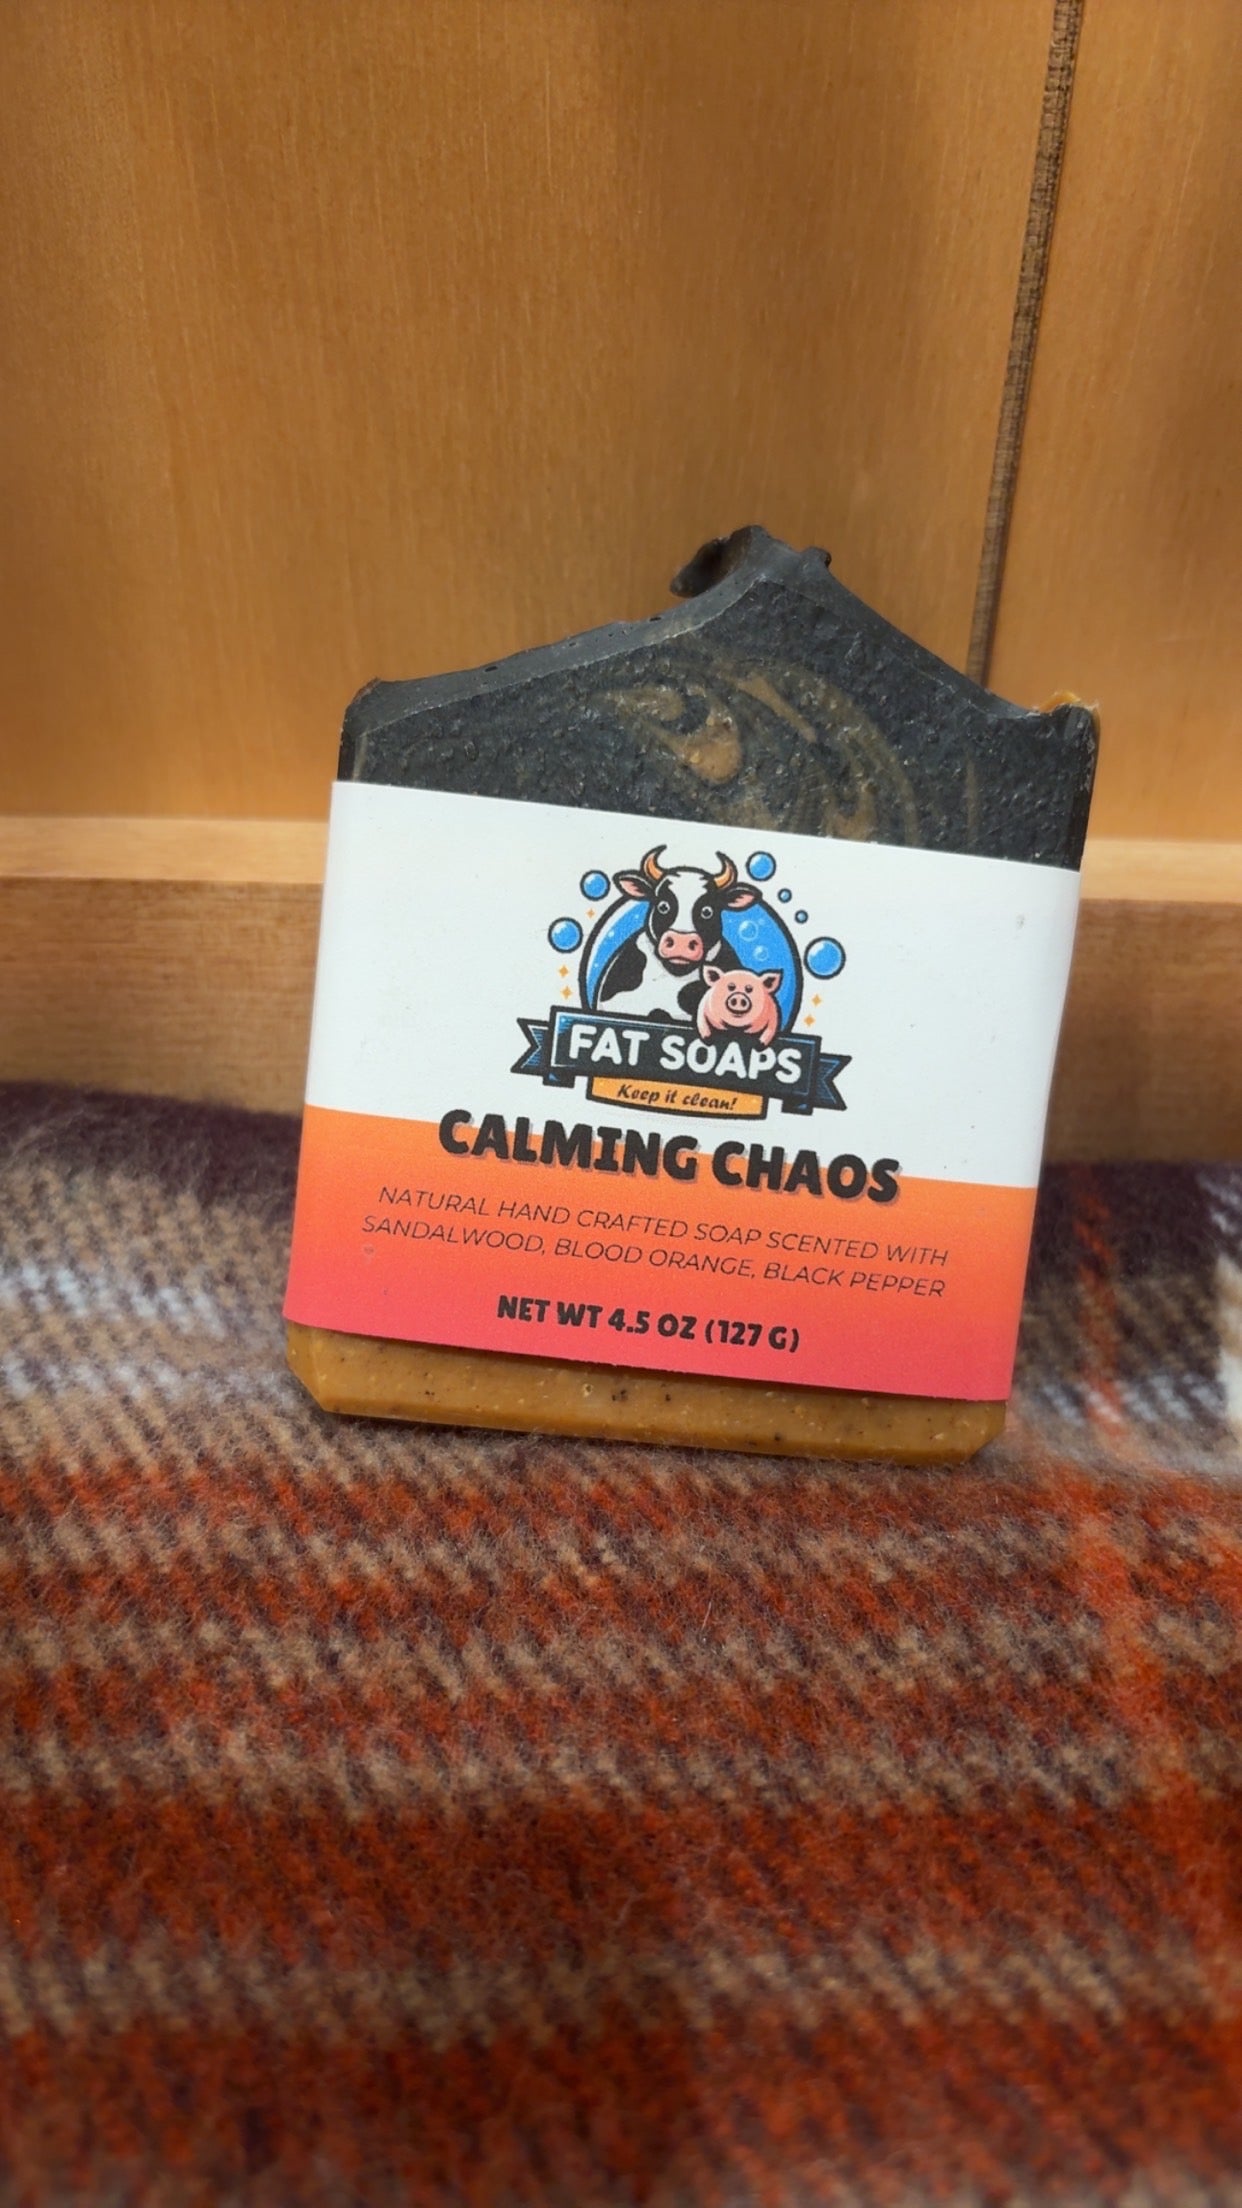 FAT SOAPS
Keep it clean!
CALMING CHAOS
NATURAL HAND CRAFTED SOAP SCENTED WITH
SANDALWOOD, BLOOD ORANGE, BLACK PEPPER
NET WT 4.5 OZ (127 G)